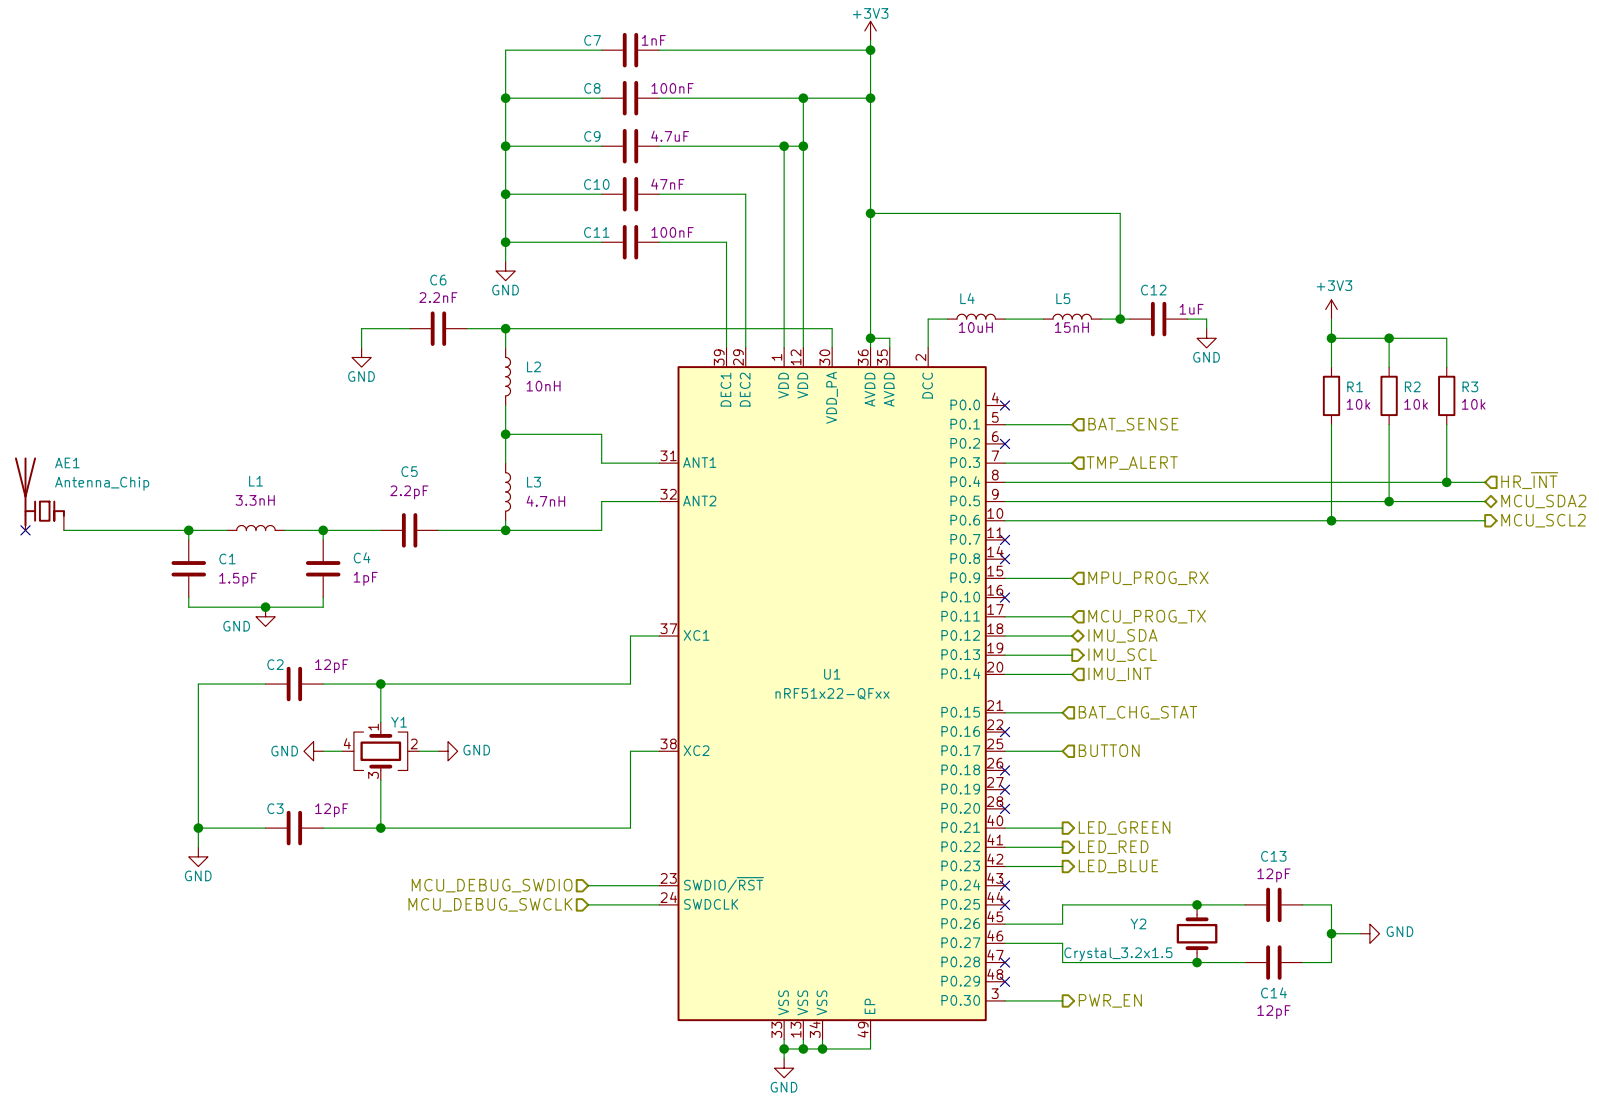 +3V3
C7 1nF
C8 100nF
C9 4.7uF
C10 47nF
C11 100nF
GND
C6
2.2nF
GND
L2
10nH
L3
4.7nH
AE1
Antenna_Chip
L1
3.3nH
C5
2.2pF
C1
1.5pF
C4
1pF
GND
C2 12pF
Y1
1
GND 4 2 GND
3
C3 12pF
GND
MCU_DEBUG_SWDIO
MCU_DEBUG_SWCLK
L4
10uH
L5
15nH
C12
1uF
GND
39 DEC1
29 DEC2
1 VDD
12 VDD
30 VDD_PA
36 AVDD
35 AVDD
2 DCC
31 ANT1
32 ANT2
37 XC1
38 XC2
23 SWDIO/RST
24 SWDCLK
U1
nRF51x22-QFxx
P0.0 4
P0.1 5 BAT_SENSE
P0.2 6
P0.3 7 TMP_ALERT
P0.4 8 HR_INT
P0.5 9 MCU_SDA2
P0.6 10 MCU_SCL2
P0.7 11
P0.8 14
P0.9 15 MPU_PROG_RX
P0.10 16
P0.11 17 MCU_PROG_TX
P0.12 18 IMU_SDA
P0.13 19 IMU_SCL
P0.14 20 IMU_INT
P0.15 21 BAT_CHG_STAT
P0.16 22
P0.17 25 BUTTON
P0.18 26
P0.19 27
P0.20 28
P0.21 40 LED_GREEN
P0.22 41 LED_RED
P0.23 42 LED_BLUE
P0.24 43
P0.25 44
P0.26 45
P0.27 46
P0.28 47
P0.29 48
P0.30 3 PWR_EN
VSS 33
VSS 13
VSS 34
EP 49
GND
+3V3
R1
10k
R2
10k
R3
10k
C13
12pF
Y2
Crystal_3.2x1.5
GND
C14
12pF